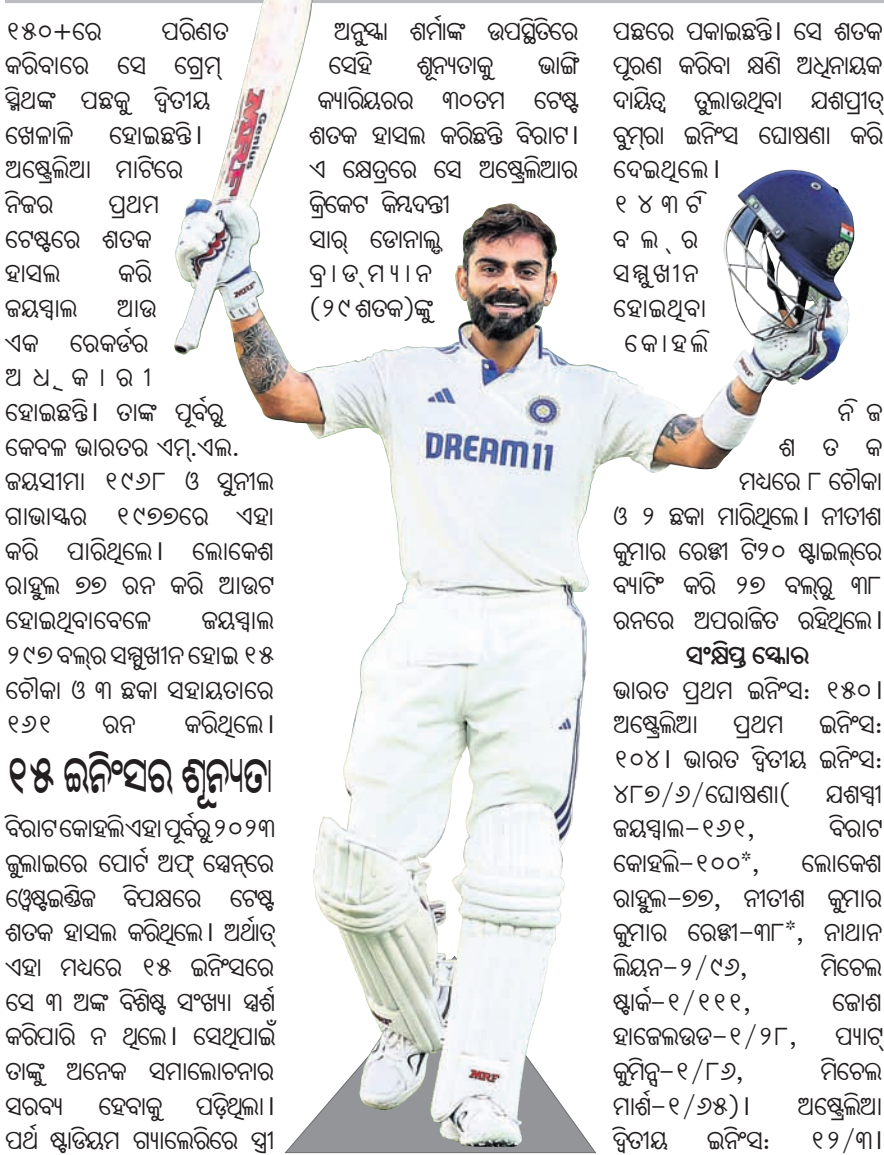 ୧୫୦+ରେ ପରିଣତ
କରିବାରେ ସେ ଗ୍ରେମ୍
ସ୍ମିଥଙ୍କ ପଛକୁ ଦ୍ୱିତୀୟ
ଖେଳାଳି ହୋଇଛନ୍ତି।
ଅଷ୍ଟ୍ରେଲିଆ ମାଟିରେ
ନିଜର ପ୍ରଥମ
ଟେଷ୍ଟରେ ଶତକ
ହାସଲ କରି
ଜୟସ୍ୱାଲ ଆଉ
ଏକ ରେକର୍ଡର
ଅଧିକାରୀ
ହୋଇଛନ୍ତି। ତାଙ୍କ ପୂର୍ବରୁ
କେବଳ ଭାରତର ଏମ୍.ଏଲ.
ଜୟସୀମା ୧୯୬୮ ଓ ସୁନୀଲ
ଗାଭାସ୍କର ୧୯୭୭ରେ ଏହା
କରି ପାରିଥିଲେ। ଲୋକେଶ
ରାହୁଲ ୭୭ ରନ କରି ଆଉଟ
ହୋଇଥିବାବେଳେ ଜୟସ୍ୱାଲ
୨୯୭ ବଲ୍‌ର ସମ୍ମୁଖୀନ ହୋଇ ୧୫
ଚୌକା ଓ ୩ ଛକା ସହାୟତାରେ
୧୬୧ ରନ କରିଥିଲେ।
୧୫ ଇନିଂସର ଶୂନ୍ୟତା
ବିରାଟ କୋହଲି ଏହା ପୂର୍ବରୁ ୨୦୨୩
ଜୁଲାଇରେ ପୋର୍ଟ ଅଫ୍ ସ୍ପେନ୍‌ରେ
ୱେଷ୍ଟଇଣ୍ଡିଜ ବିପକ୍ଷରେ ଟେଷ୍ଟ
ଶତକ ହାସଲ କରିଥିଲେ। ଅର୍ଥାତ୍
ଏହା ମଧ୍ୟରେ ୧୫ ଇନିଂସରେ
ସେ ୩ ଅଙ୍କ ବିଶିଷ୍ଟ ସଂଖ୍ୟା ସ୍ପର୍ଶ
କରିପାରି ନ ଥିଲେ। ସେଥିପାଇଁ
ତାଙ୍କୁ ଅନେକ ସମାଲୋଚନାର
ସରବ୍ୟ ହେବାକୁ ପଡ଼ିଥିଲା।
ପର୍ଥ ଷ୍ଟାଡିୟମ ଗ୍ୟାଲେରିରେ ସ୍ତ୍ରୀ
ଅନୁସ୍କା ଶର୍ମାଙ୍କ ଉପସ୍ଥିତିରେ
ସେହି ଶୂନ୍ୟତାକୁ ଭାଙ୍ଗି
କ୍ୟାରିୟରର ୩୦ତମ ଟେଷ୍ଟ
ଶତକ ହାସଲ କରିଛନ୍ତି ବିରାଟ।
ଏ କ୍ଷେତ୍ରରେ ସେ ଅଷ୍ଟ୍ରେଲିଆର
କ୍ରିକେଟ କିମ୍ବଦନ୍ତୀ
ସାର୍ ଡୋନାଲ୍ଡ
ବ୍ରାଡ୍‌ମ୍ୟାନ
(୨୯ ଶତକ)ଙ୍କୁ
ପଛରେ ପକାଇଛନ୍ତି। ସେ ଶତକ
ପୂରଣ କରିବା କ୍ଷଣି ଅଧିନାୟକ
ଦାୟିତ୍ୱ ତୁଲାଉଥିବା ଯଶପ୍ରୀତ୍
ବୁମ୍‌ରା ଇନିଂସ ଘୋଷଣା କରି
ଦେଇଥିଲେ।
୧୪୩ଟି
ବଲ୍‌ର
ସମ୍ମୁଖୀନ
ହୋଇଥିବା
କୋହଲି
ନିଜ
ଶତକ
ମଧ୍ୟରେ ୮ ଚୌକା
ଓ ୨ ଛକା ମାରିଥିଲେ। ନୀତୀଶ
କୁମାର ରେଡ୍ଡୀ ଟି୨୦ ଷ୍ଟାଇଲ୍‌ରେ
ବ୍ୟାଟିଂ କରି ୨୭ ବଲ୍‌ରୁ ୩୮
ରନରେ ଅପରାଜିତ ରହିଥିଲେ।
ସଂକ୍ଷିପ୍ତ ସ୍କୋର
ଭାରତ ପ୍ରଥମ ଇନିଂସ: ୧୫୦।
ଅଷ୍ଟ୍ରେଲିଆ ପ୍ରଥମ ଇନିଂସ:
୧୦୪। ଭାରତ ଦ୍ୱିତୀୟ ଇନିଂସ:
୪୮୭/୬/ଘୋଷଣା( ଯଶସ୍ୱୀ
ଜୟସ୍ୱାଲ–୧୬୧, ବିରାଟ
କୋହଲି–୧୦୦*, ଲୋକେଶ
ରାହୁଲ–୭୭, ନୀତୀଶ କୁମାର
କୁମାର ରେଡ୍ଡୀ–୩୮*, ନାଥାନ
ଲିୟନ–୨/୯୬, ମିଚେଲ
ଷ୍ଟାର୍କ–୧/୧୧୧, ଜୋଶ
ହାଜେଲଉଡ–୧/୨୮, ପ୍ୟାଟ୍
କୁମିନ୍ସ–୧/୮୬, ମିଚେଲ
ମାର୍ଶ–୧/୬୫)। ଅଷ୍ଟ୍ରେଲିଆ
ଦ୍ୱିତୀୟ ଇନିଂସ: ୧୨/୩।
Genius
MRF
MRF
DREAM11
MRF